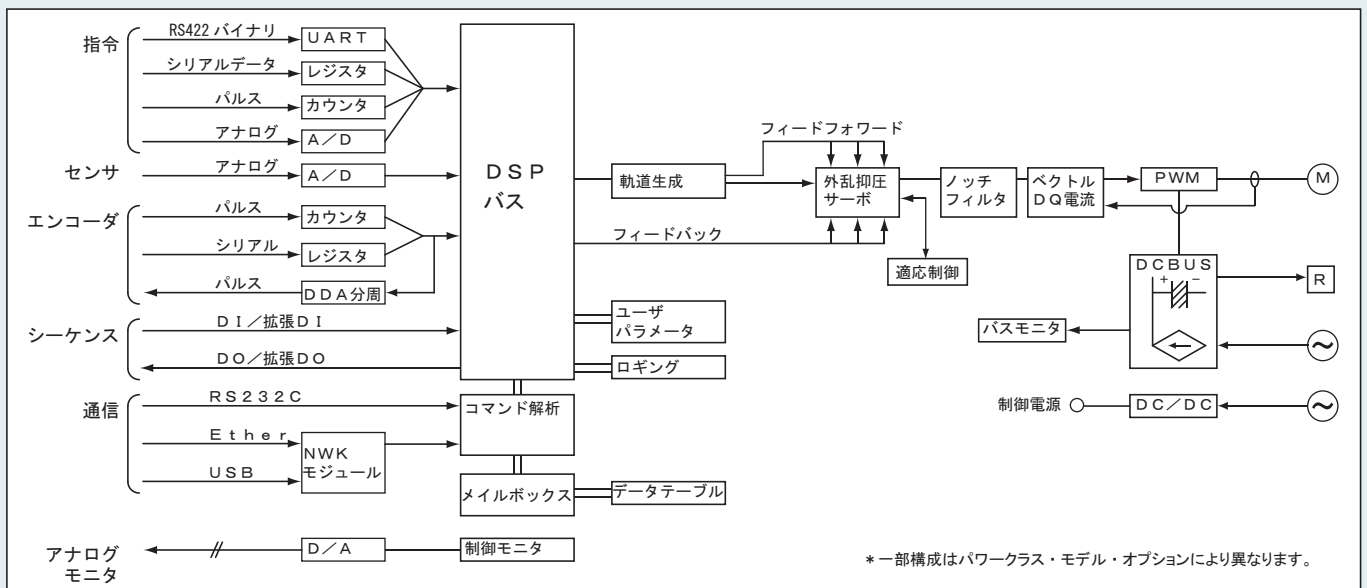 指令
RS422 バイナリ
UART
シリアルデータ
レジスタ
パルス
カウンタ
アナログ
A/D
センサ
アナログ
A/D
エンコーダ
パルス
カウンタ
シリアル
レジスタ
パルス
DDA分周
シーケンス
DI/拡張DI
DO/拡張DO
通信
RS232C
Ether
USB
NWK
モジュール
アナログ
モニタ
D/A
DSP
バス
コマンド解析
メイルボックス
制御モニタ
軌道生成
フィードフォワード
フィードバック
ユーザ
パラメータ
ロギング
データテーブル
外乱抑圧
サーボ
適応制御
ノッチ
フィルタ
ベクトル
DQ電流
PWM
M
DCBUS
+ −
R
バスモニタ
~
制御電源
DC/DC
~
*一部構成はパワークラス・モデル・オプションにより異なります。